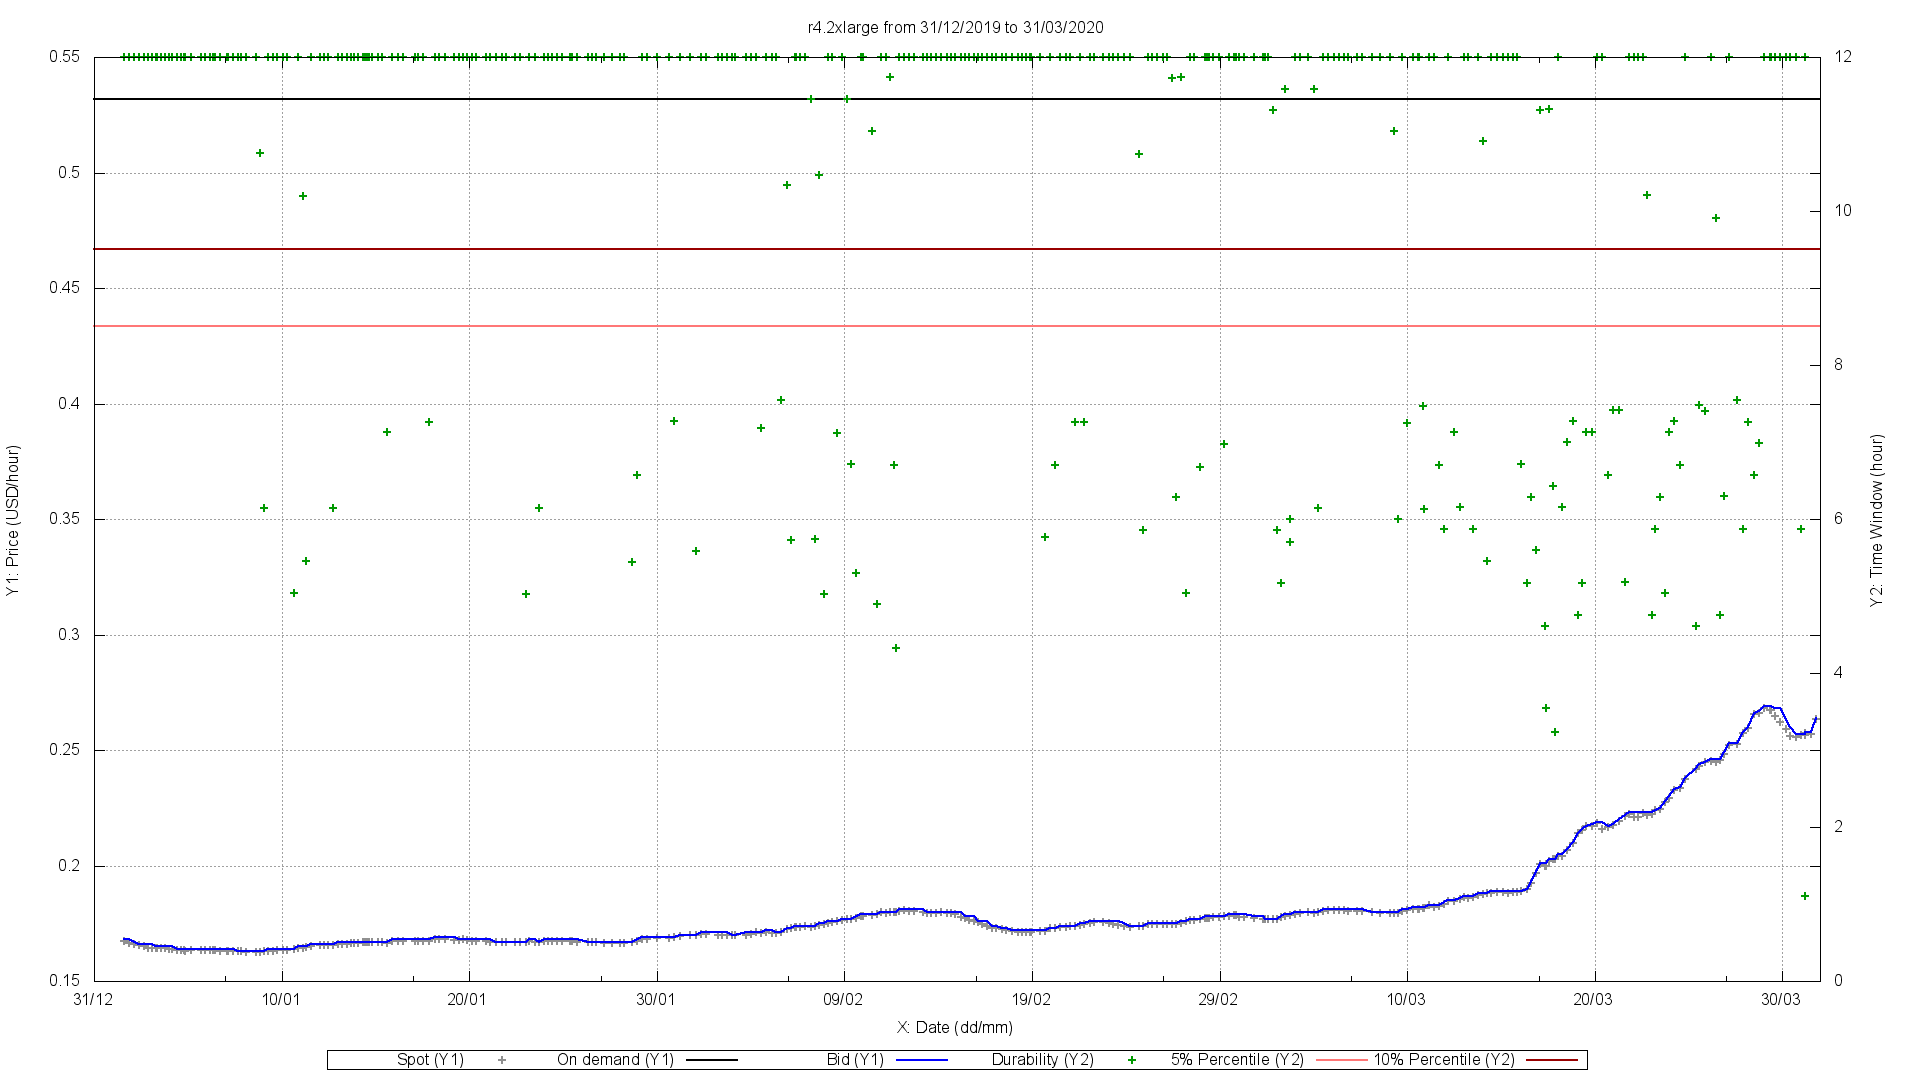 r4.2xlarge from 31/12/2019 to 31/03/2020
0.55
0.5
0.45
0.4
0.35
0.3
0.25
0.2
0.15
12
10
8
6
4
2
0
Y1: Price (USD/hour)
Y2: Time Window (hour)
31/12 10/01 20/01 30/01 09/02 19/02 29/02 10/03 20/03 30/03
X: Date (dd/mm)
Spot (Y1) On demand (Y1) Bid (Y1) Durability (Y2) 5% Percentile (Y2) 10% Percentile (Y2)